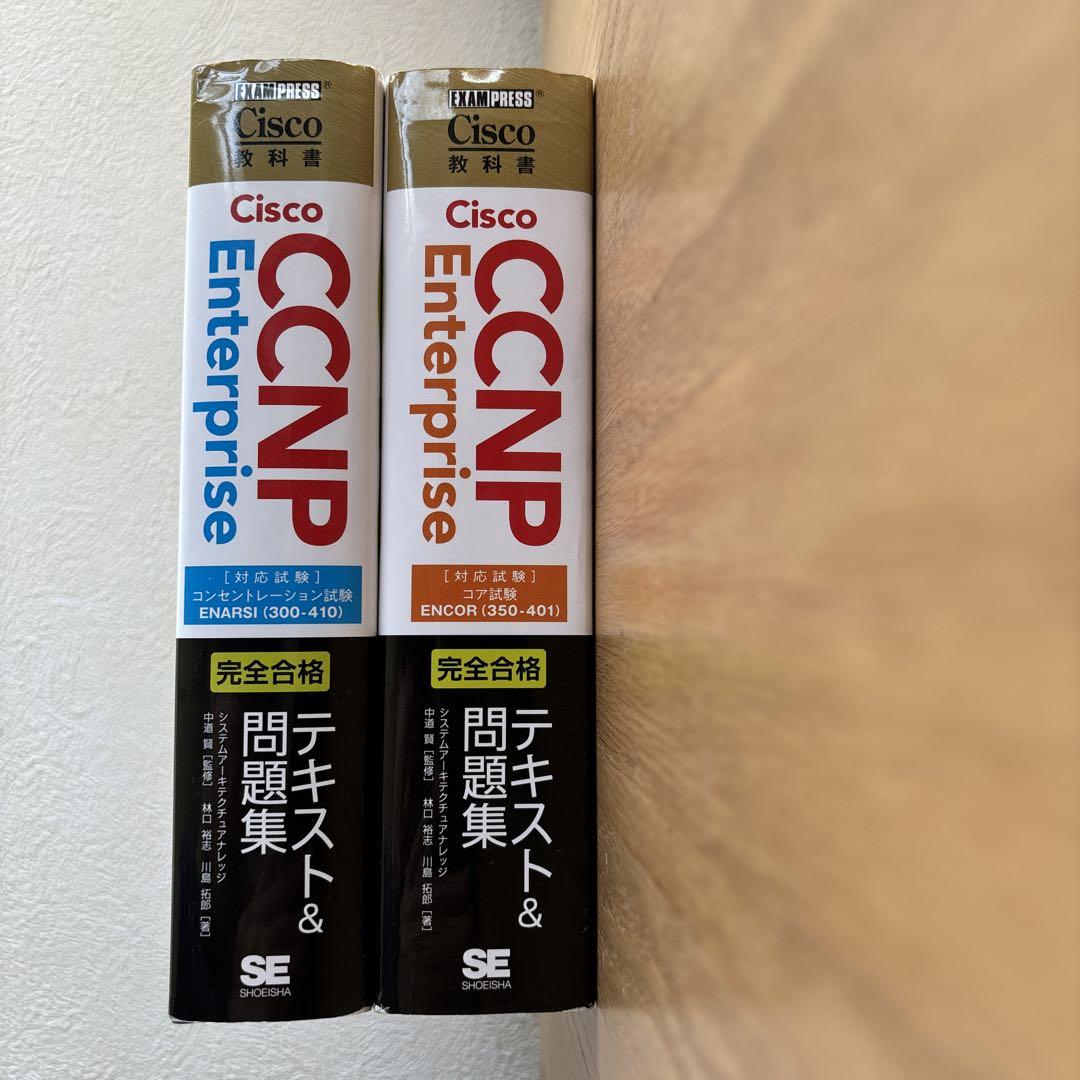 EXAMPRESS®
Cisco
教科書
Cisco
CCNP
Enterprise
[対応試験]
コンセントレーション試験
ENARSI (300-410)
完全合格
テキスト&
問題集
システムアーキテクチュアナレッジ
中道 賢[監修] 林口 裕志 川島 拓郎[著]
SE
SHOEISHA
EXAMPRESS®
Cisco
教科書
Cisco
CCNP
Enterprise
[対応試験]
コア試験
ENCOR (350-401)
完全合格
テキスト&
問題集
システムアーキテクチュアナレッジ
中道 賢[監修] 林口 裕志 川島 拓郎[著]
SE
SHOEISHA